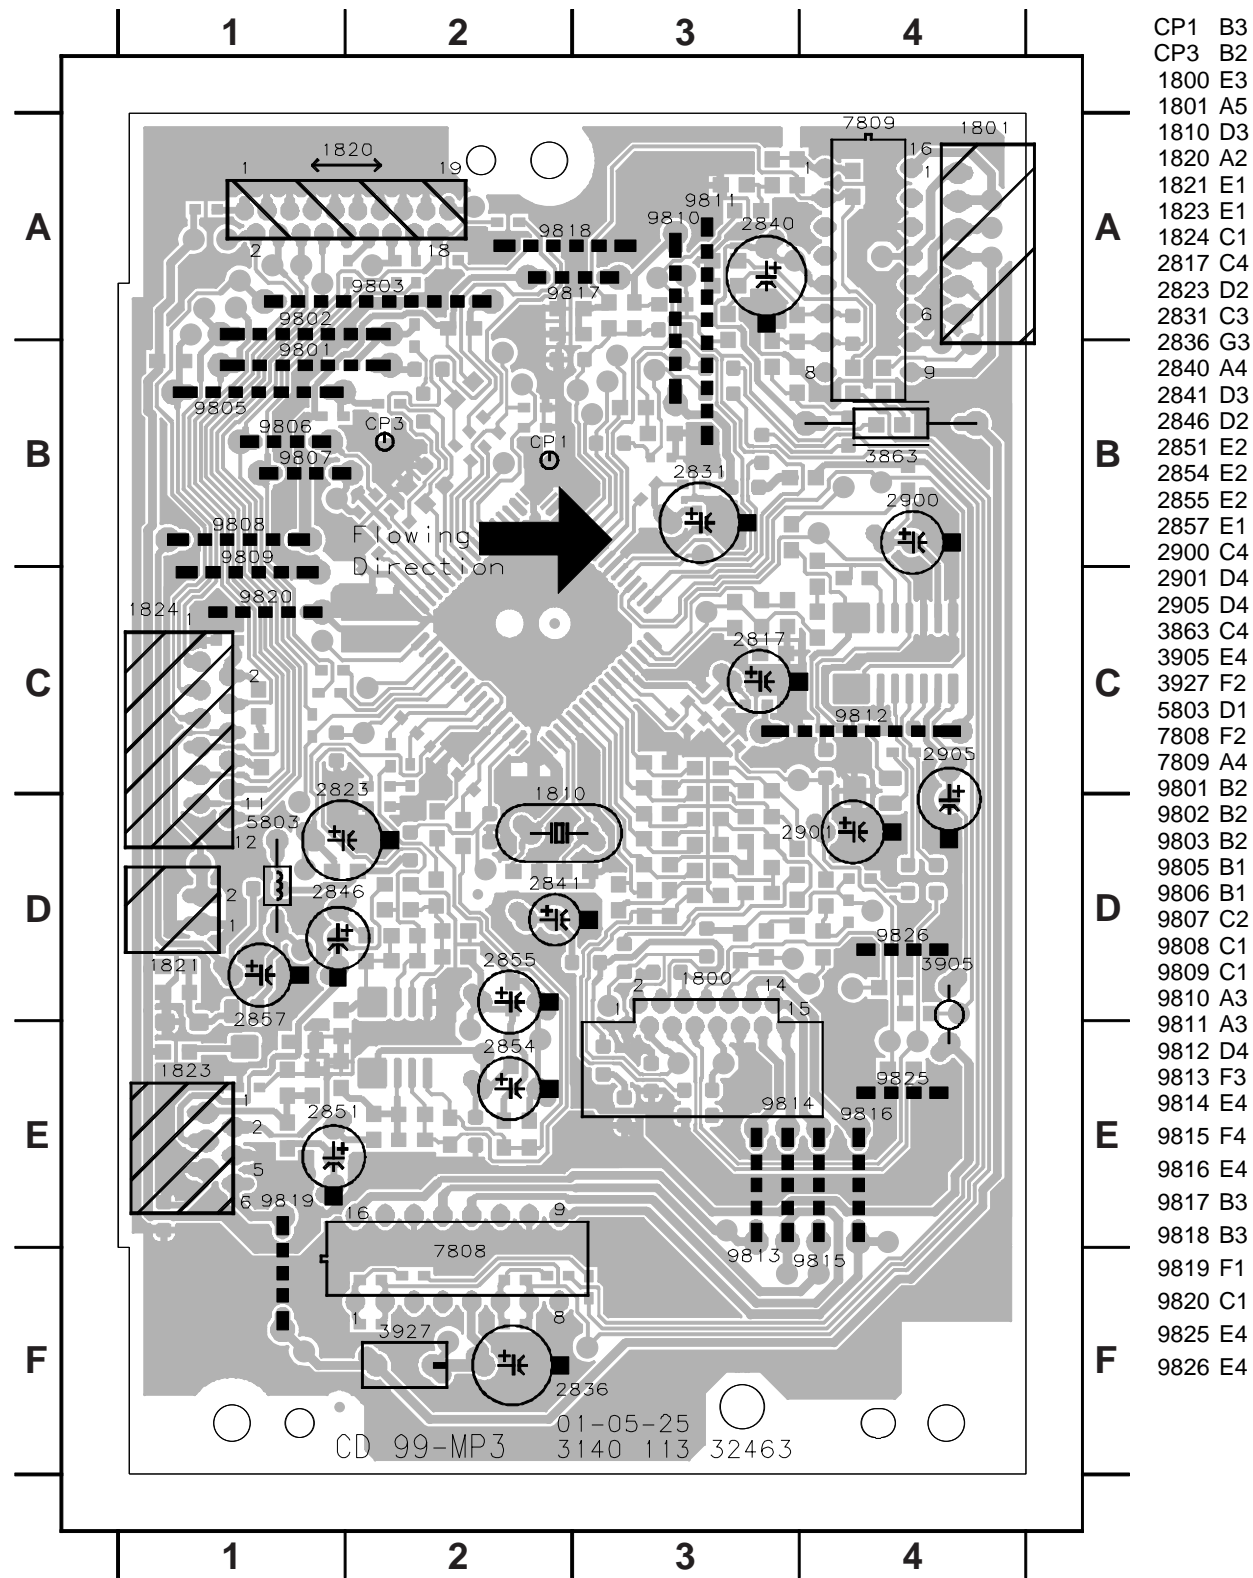 1 2 3 4
CP1 B3
CP3 B2
1800 E3
1801 A5
1810 D3
1820 A2
1821 E1
1823 E1
1824 C1
2817 C4
2823 D2
2831 C3
2836 G3
2840 A4
2841 D3
2846 D2
2851 E2
2854 E2
2855 E2
2857 E1
2900 C4
2901 D4
2905 D4
3863 C4
3905 E4
3927 F2
5803 D1
7808 F2
7809 A4
9801 B2
9802 B2
9803 B2
9805 B1
9806 B1
9807 C2
9808 C1
9809 C1
9810 A3
9811 A3
9812 D4
9813 F3
9814 E4
9815 F4
9816 E4
9817 B3
9818 B3
9819 F1
9820 C1
9825 E4
9826 E4
7809 1801
1820
1 19
16
1 1
9811
9810 2840
A A
9818
2 18
9803 9817
9802 6
9801
8 9
9805
CP3
9806 CP1
B B
9807 3863
2831
2900
9808
Flowing
9809
Direction
9820
1824 1
2817
C 2 C
9812
2905
2823 1810
11
5803
12 2901
2846 2841
D 2 D
1
9826
1821 2855 1800 3905
2 14
1 15
2857
2854
1823
1 9825
2851 9814 9816
E 2 E
5
6 9819
16 9
7808 9813 9815
1 8
3927
F F
2836
01-05-25
CD 99-MP3 3140 113 32463
1 2 3 4